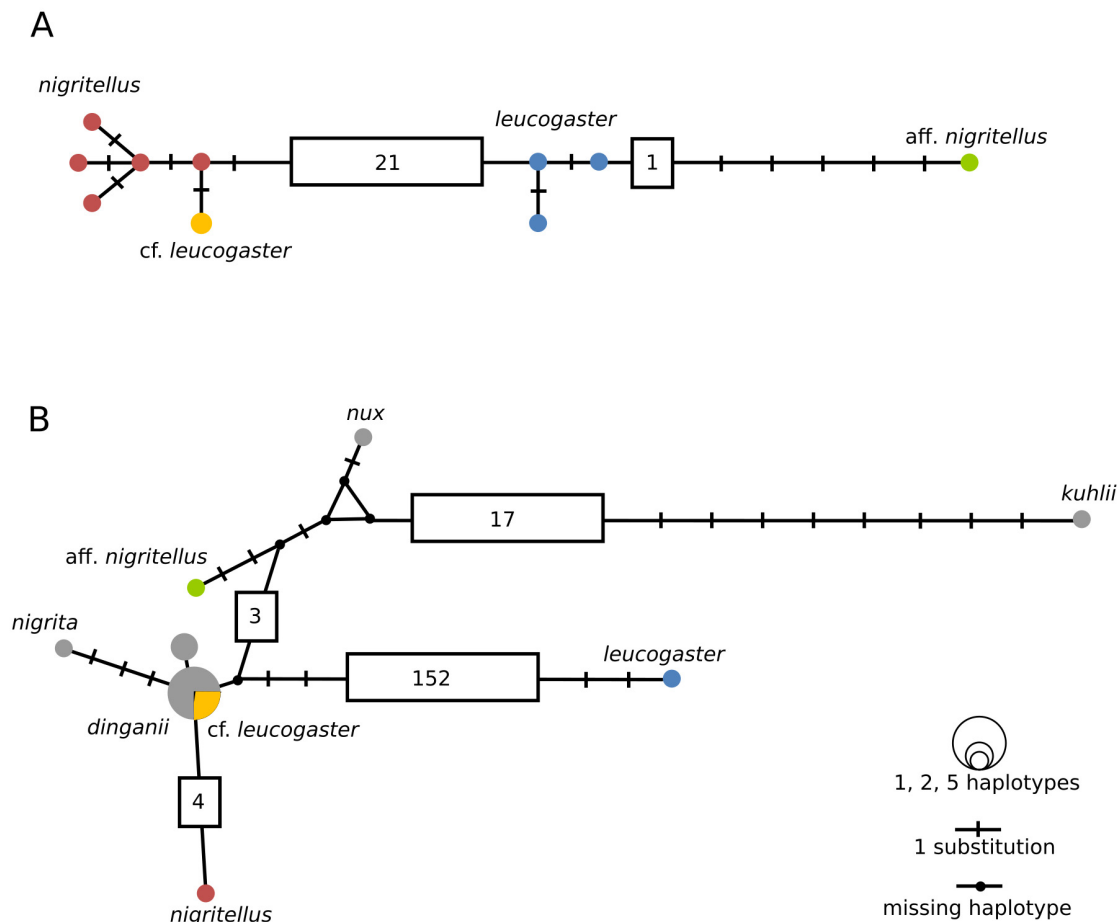 A
nigritellus
leucogaster
aff. nigritellus
21
1
cf. leucogaster
B
nux
kuhlii
17
aff. nigritellus
3
nigrita
leucogaster
152
dinganii
cf. leucogaster
4
nigritellus
1, 2, 5 haplotypes
1 substitution
missing haplotype